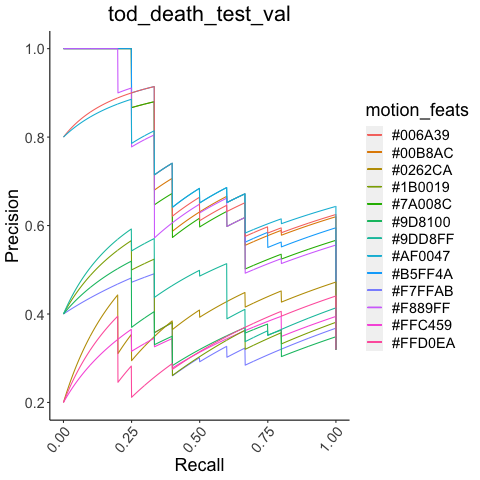 tod_death_test_val
Precision
1.0
0.8
0.6
0.4
0.2
0.00
0.25
0.50
0.75
1.00
Recall
motion_feats
#006A39
#00B8AC
#0262CA
#1B0019
#7A008C
#9D8100
#9DD8FF
#AF0047
#B5FF4A
#F7FFAB
#F889FF
#FFC459
#FFD0EA